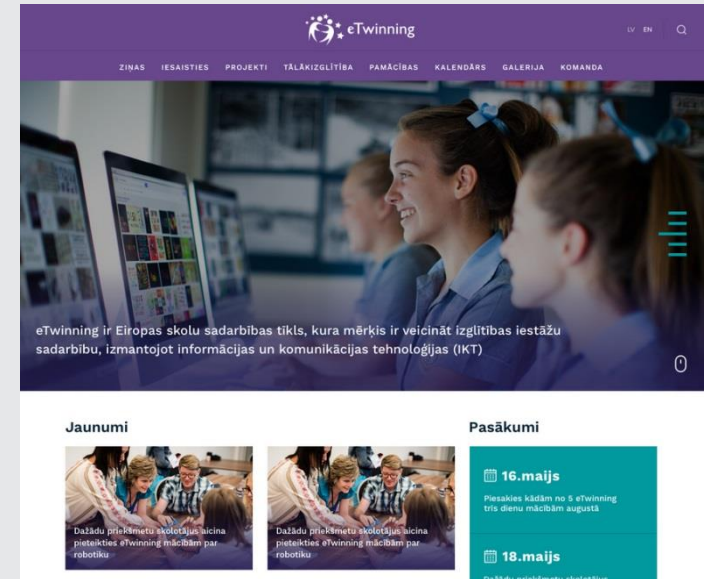 eTwinning
LV EN
ZIŅAS IESAISTIES PROJEKTI TĀLĀKIZGLĪTĪBA PAMĀCĪBAS KALENDĀRS GALERIJA KOMANDA
eTwinning ir Eiropas skolu sadarbības tīkls, kura mērķis ir veicināt izglītības iestāžu
sadarbību, izmantojot informācijas un komunikācijas tehnoloģijas (IKT)
Jaunumi
Dažādu priekšmetu skolotājus aicina
pieteikties eTwinning mācībām par
robotiku
Dažādu priekšmetu skolotājus aicina
pieteikties eTwinning mācībām par
robotiku
Pasākumi
16.maijs
Piesakies kādām no 5 eTwinning
trīs dienu mācībām augustā
18.maijs
Dažādu priekšmetu skolotājus